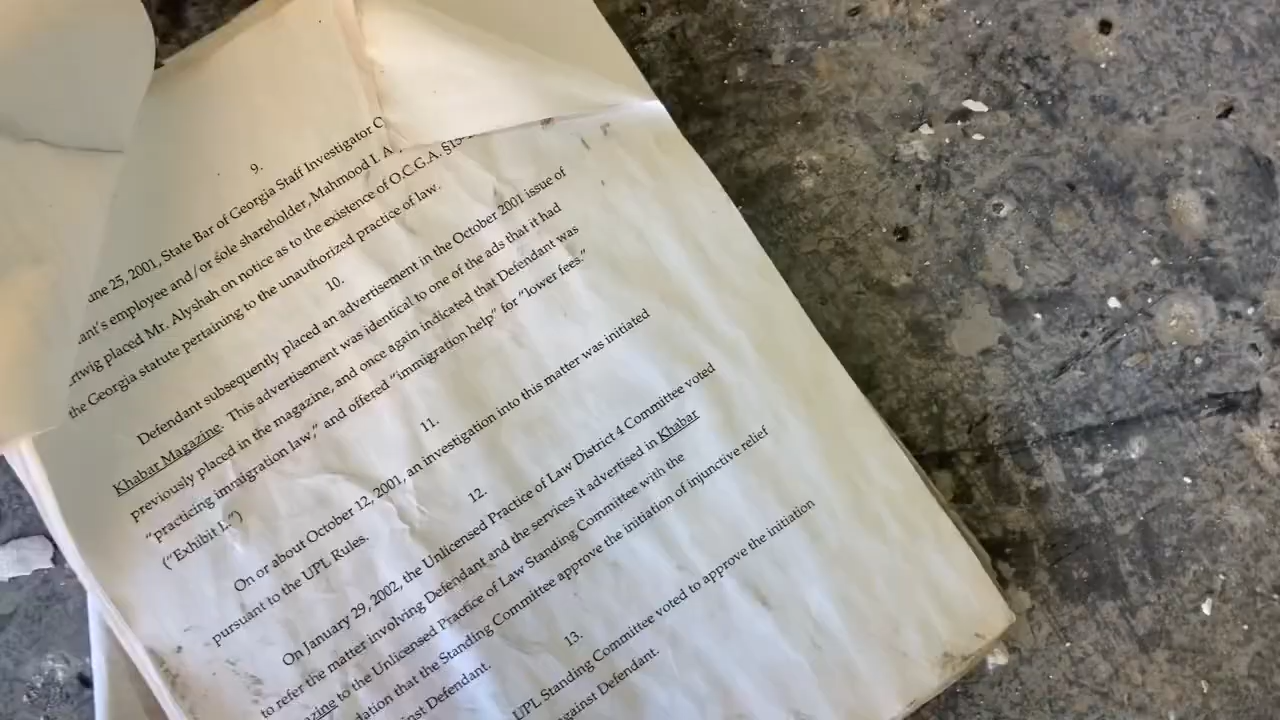 9.
une 25, 2001, State Bar of Georgia Staff Investigator C
ant's employee and/or sole shareholder, Mahmood I. A
rtwig placed Mr. Alyshah on notice as to the existence of O.C.G.A. §15
the Georgia statute pertaining to the unauthorized practice of law.
10.
Defendant subsequently placed an advertisement in the October 2001 issue of
Khabar Magazine. This advertisement was identical to one of the ads that it had
previously placed in the magazine, and once again indicated that Defendant was
"practicing immigration law," and offered "immigration help" for "lower fees."
("Exhibit I.")
11.
On or about October 12, 2001, an investigation into this matter was initiated
pursuant to the UPL Rules.
12.
On January 29, 2002, the Unlicensed Practice of Law District 4 Committee voted
to refer the matter involving Defendant and the services it advertised in Khabar
azing to the Unlicensed Practice of Law Standing Committee with the
dation that the Standing Committee approve the initiation of injunctive relief
nst Defendant.
13.
UPL Standing Committee voted to approve the initiation
against Defendant.